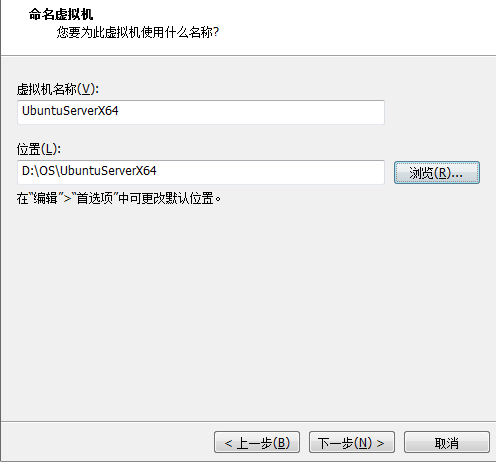 命名虚拟机
您要为此虚拟机使用什么名称?
虚拟机名称(V):
UbuntuServerX64
位置(L):
D:\OS\UbuntuServerX64
浏览(R)...
在“编辑”>“首选项”中可更改默认位置。
< 上一步(B)
下一步(N) >
取消